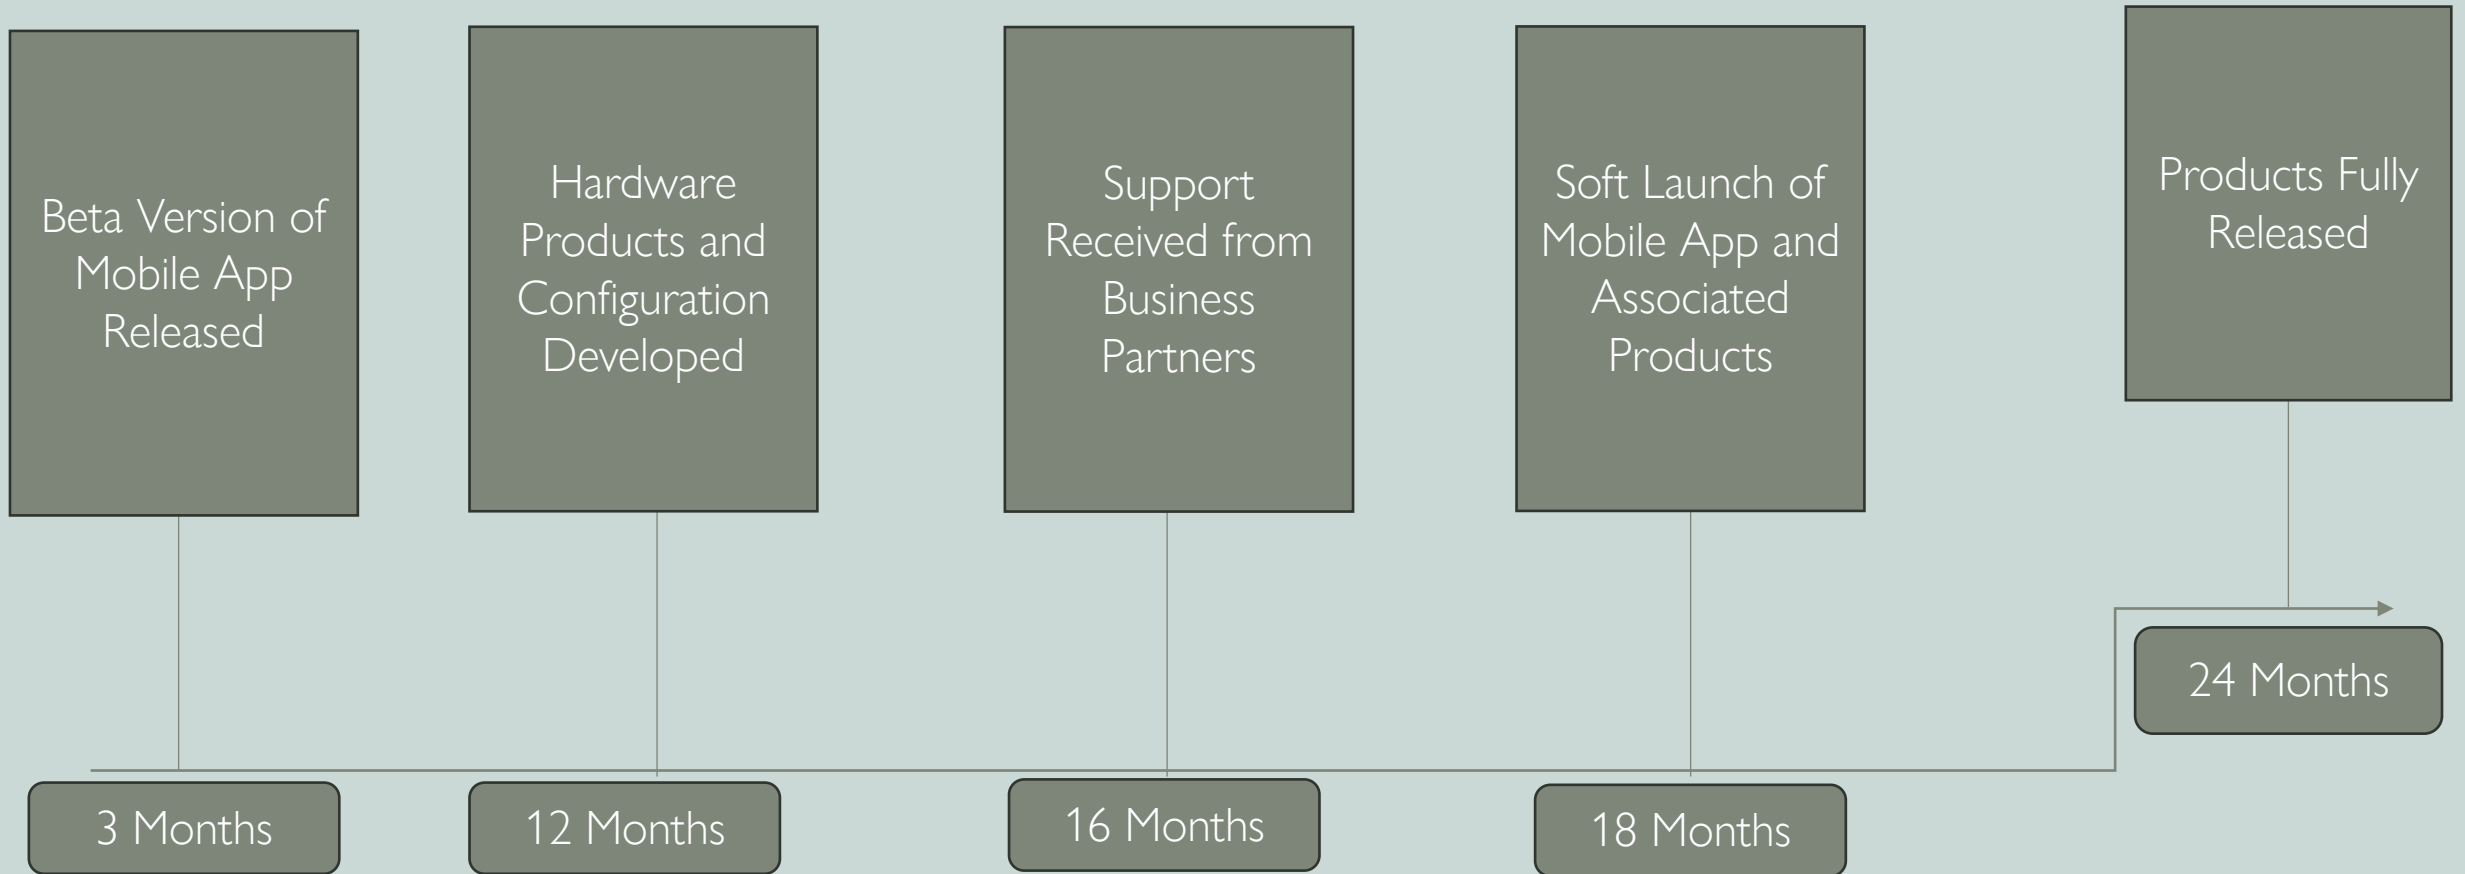 Beta Version of
Mobile App
Released
Hardware
Products and
Configuration
Developed
Support
Received from
Business
Partners
Soft Launch of
Mobile App and
Associated
Products
Products Fully
Released
3 Months
12 Months
16 Months
18 Months
24 Months